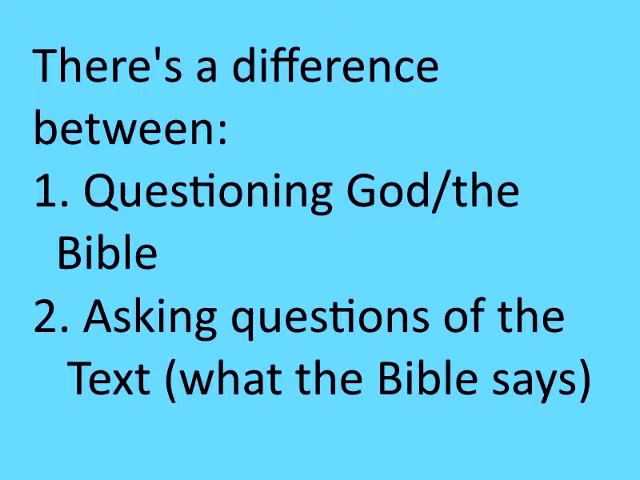 There's a difference
between:
1. Questioning God/the
Bible
2. Asking questions of the
Text (what the Bible says)